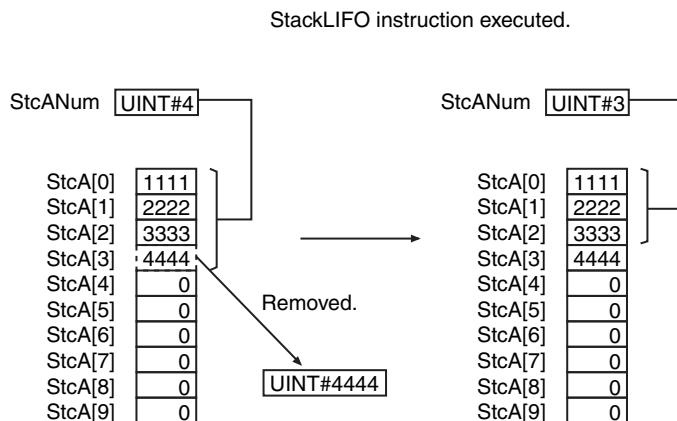 StackLIFO instruction executed.
StcANum UINT#4
StcANum UINT#3
StcA[0] 1111
StcA[1] 2222
StcA[2] 3333
StcA[3] 4444
StcA[4] 0
StcA[5] 0
StcA[6] 0
StcA[7] 0
StcA[8] 0
StcA[9] 0
Removed.
UINT#4444
StcA[0] 1111
StcA[1] 2222
StcA[2] 3333
StcA[3] 4444
StcA[4] 0
StcA[5] 0
StcA[6] 0
StcA[7] 0
StcA[8] 0
StcA[9] 0